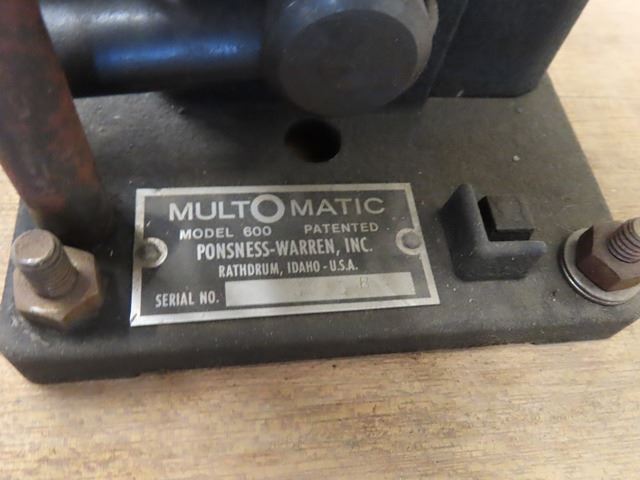 MULTOMATIC
MODEL 600 PATENTED
PONSNESS-WARREN, INC.
RATHDRUM, IDAHO - U.S.A.
SERIAL NO.